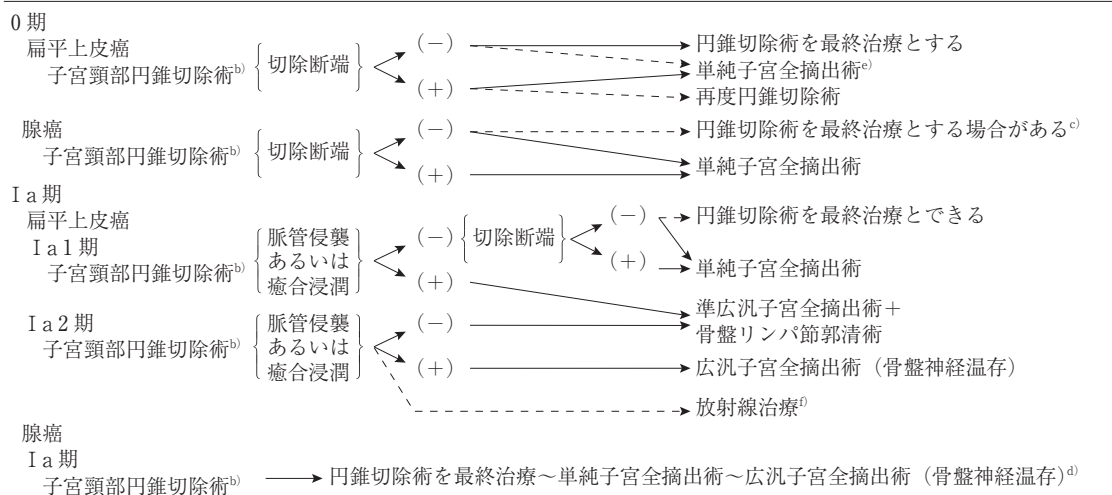 0期
扁平上皮癌
子宮頸部円錐切除術b) 切除断端 (−) 円錐切除術を最終治療とする
単純子宮全摘出術e)
(+) 再度円錐切除術
腺癌
子宮頸部円錐切除術b) 切除断端 (−) 円錐切除術を最終治療とする場合があるc)
(+) 単純子宮全摘出術
Ⅰa期
扁平上皮癌
Ⅰa1期
子宮頸部円錐切除術b) 脈管侵襲
あるいは
癒合浸潤 (−) 切除断端 (−) 円錐切除術を最終治療とできる
(+) 単純子宮全摘出術
(+) 準広汎子宮全摘出術+
骨盤リンパ節郭清術
Ⅰa2期
子宮頸部円錐切除術b) 脈管侵襲
あるいは
癒合浸潤 (−)
(+) 広汎子宮全摘出術(骨盤神経温存)
放射線治療f)
腺癌
Ⅰa期
子宮頸部円錐切除術b) 円錐切除術を最終治療〜単純子宮全摘出術〜広汎子宮全摘出術(骨盤神経温存)d)